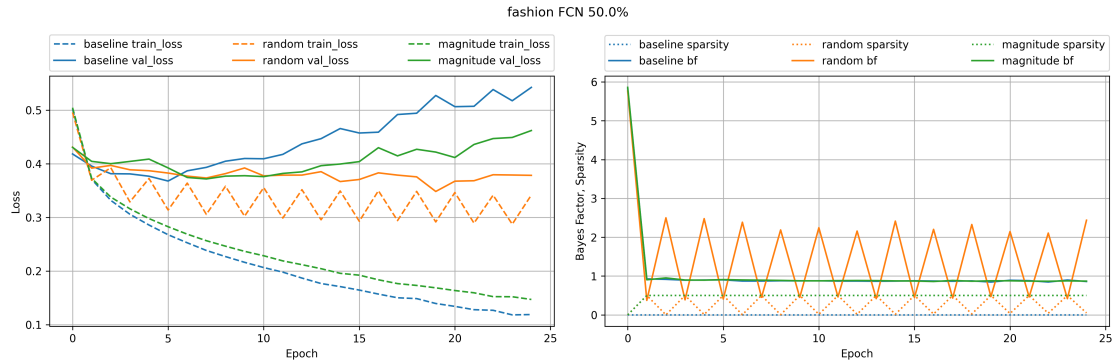 fashion FCN 50.0%
baseline train_loss
random train_loss
magnitude train_loss
baseline val_loss
random val_loss
magnitude val_loss
Loss
0.5
0.4
0.3
0.2
0.1
0
5
10
15
20
25
Epoch
baseline sparsity
random sparsity
magnitude sparsity
baseline bf
random bf
magnitude bf
Bayes Factor, Sparsity
6
5
4
3
2
1
0
0
5
10
15
20
25
Epoch